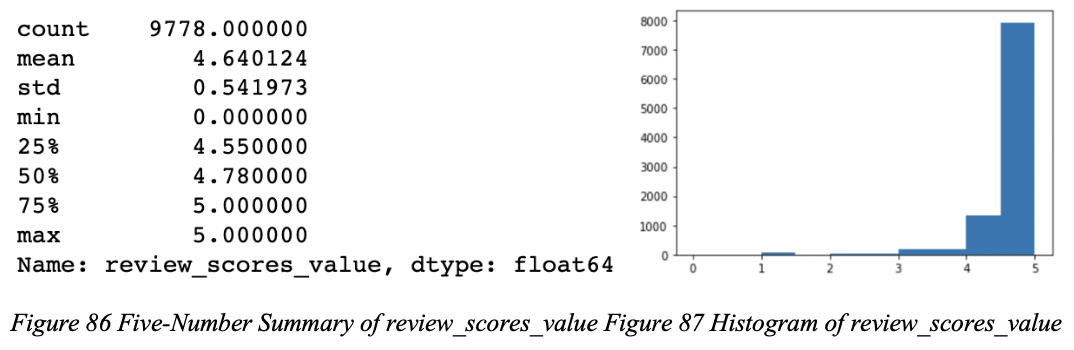 count 9778.000000
mean 4.640124
std 0.541973
min 0.000000
25% 4.550000
50% 4.780000
75% 5.000000
max 5.000000
Name: review_scores_value, dtype: float64
8000
7000
6000
5000
4000
3000
2000
1000
0
0 1 2 3 4 5
Figure 86 Five-Number Summary of review_scores_value Figure 87 Histogram of review_scores_value